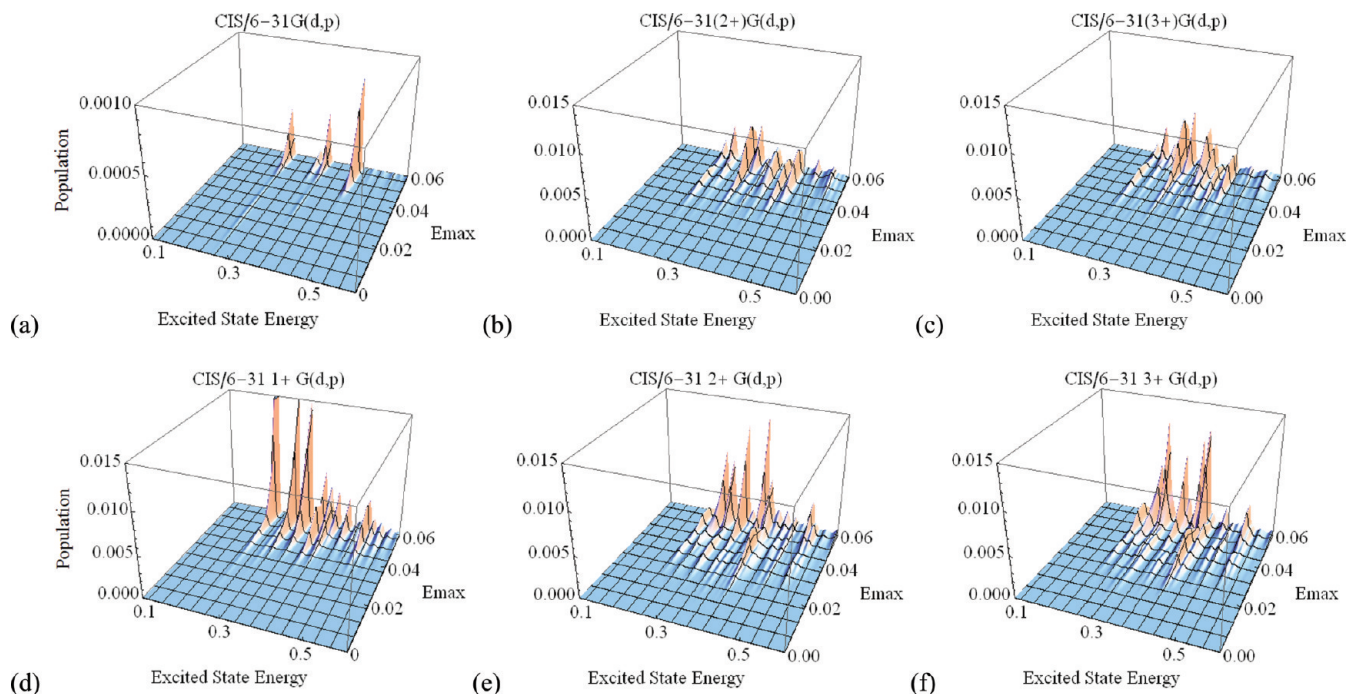 CIS/6−31G(d,p)
0.0010
0.0005
0.0000
Population
0.1
0.3
0.5
0
0.02
0.04
0.06
Emax
Excited State Energy
(a)
CIS/6−31(2+)G(d,p)
0.015
0.010
0.005
0.000
0.1
0.3
0.5
0.00
0.02
0.04
0.06
Emax
Excited State Energy
(b)
CIS/6−31(3+)G(d,p)
0.015
0.010
0.005
0.000
0.1
0.3
0.5
0.00
0.02
0.04
0.06
Emax
Excited State Energy
(c)
CIS/6−31 1+ G(d,p)
0.015
0.010
0.005
0.000
Population
0.1
0.3
0.5
0
0.02
0.04
0.06
Emax
Excited State Energy
(d)
CIS/6−31 2+ G(d,p)
0.015
0.010
0.005
0.000
0.1
0.3
0.5
0.00
0.02
0.04
0.06
Emax
Excited State Energy
(e)
CIS/6−31 3+ G(d,p)
0.015
0.010
0.005
0.000
0.1
0.3
0.5
0.00
0.02
0.04
0.06
Emax
Excited State Energy
(f)